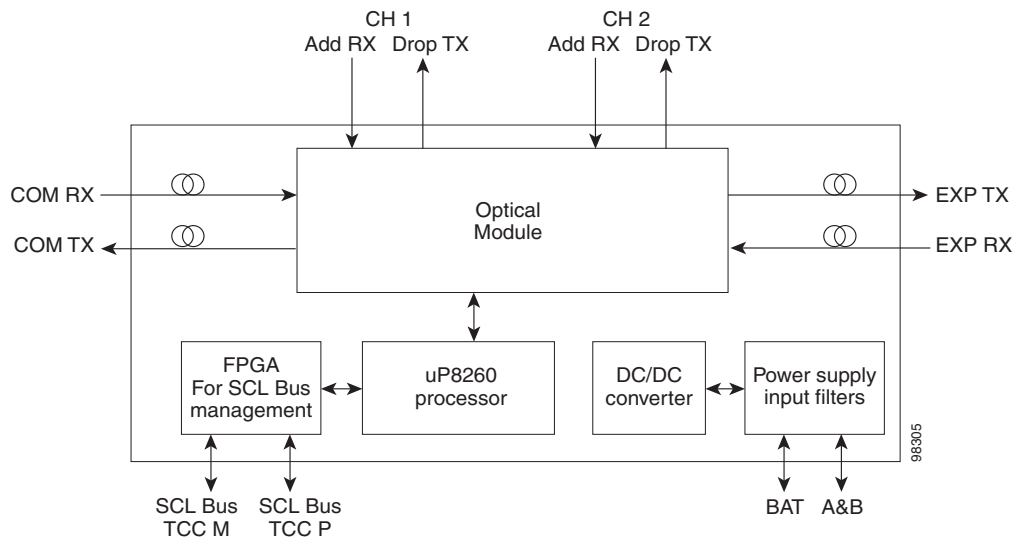 CH 1
CH 2
Add RX Drop TX
Add RX Drop TX
COM RX
COM TX
Optical
Module
EXP TX
EXP RX
FPGA
For SCL Bus
management
uP8260
processor
DC/DC
converter
Power supply
input filters
98305
SCL Bus
TCC M
SCL Bus
TCC P
BAT
A&B